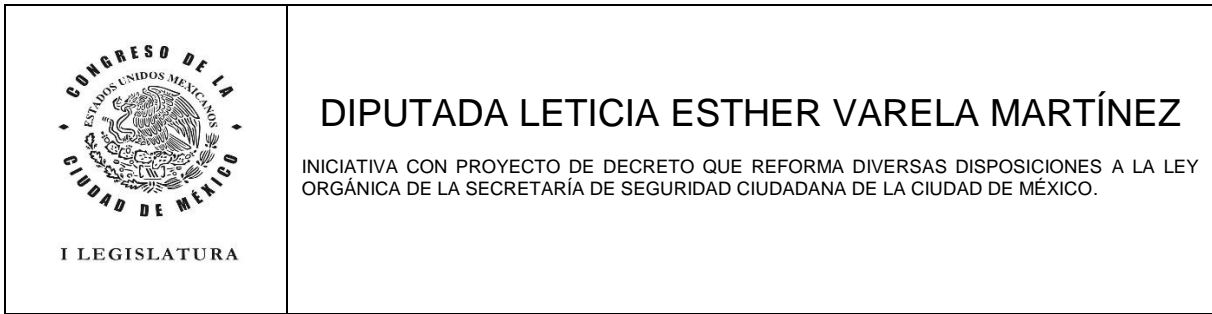 CONGRESO DE LA
ESTADOS UNIDOS MEXICANOS
CIUDAD DE MÉXICO
I LEGISLATURA
DIPUTADA LETICIA ESTHER VARELA MARTÍNEZ
INICIATIVA CON PROYECTO DE DECRETO QUE REFORMA DIVERSAS DISPOSICIONES A LA LEY
ORGÁNICA DE LA SECRETARÍA DE SEGURIDAD CIUDADANA DE LA CIUDAD DE MÉXICO.